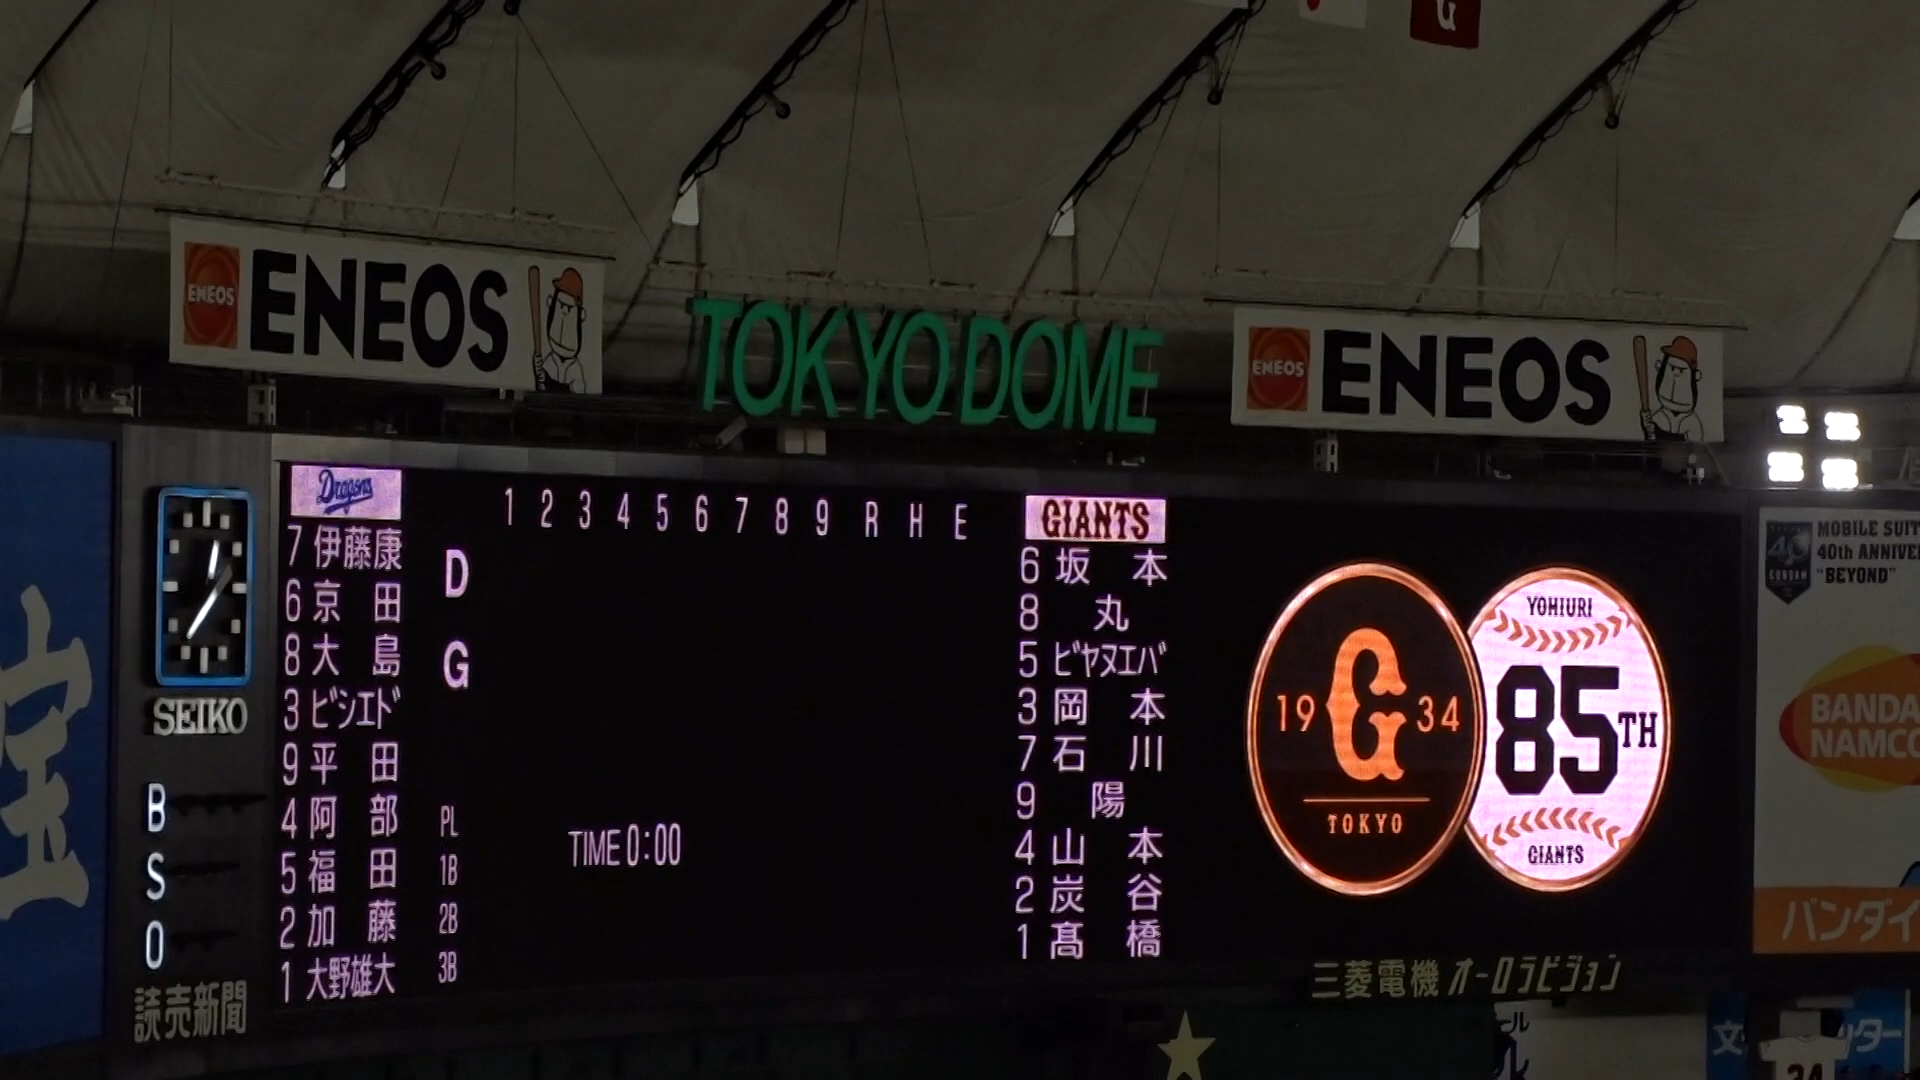 G
ENEOS ENEOS
TOKYO DOME
ENEOS ENEOS
Dragons
7 伊藤康
6 京田
8 大島
3 ビシエド
9 平田
4 阿部
5 福田
2 加藤
1 大野雄大
1 2 3 4 5 6 7 8 9 R H E
D
G
PL
1B
2B
3B
TIME 0:00
GIANTS
6 坂本
8 丸
5 ビヤヌエバ
3 岡本
7 石川
9 陽
4 山本
2 炭谷
1 髙橋
19 G 34
TOKYO
YOHIURI
85TH
GIANTS
SEIKO
B
S
O
読売新聞
三菱電機 オーロラビジョン
宝
40
GUNDAM
MOBILE SUIT
40th ANNIVE
"BEYOND"
BANDA
NAMCO
バンダイ
24